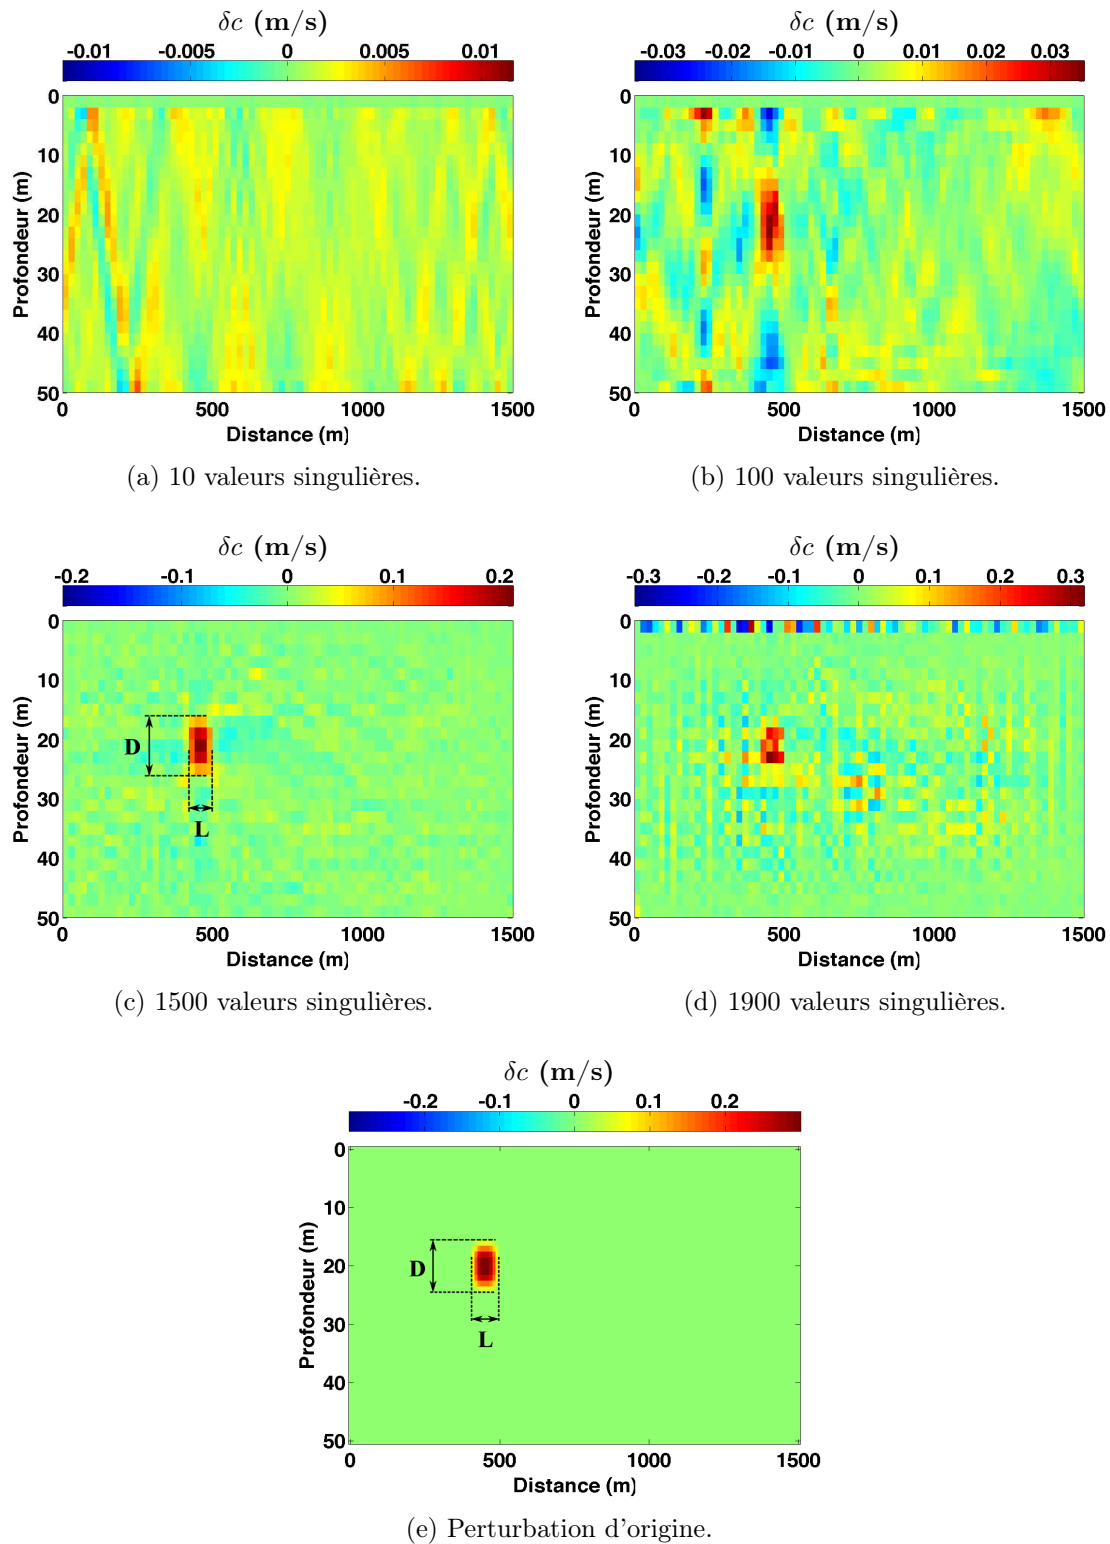 δc (m/s)
-0.01 -0.005 0 0.005 0.01
Profondeur (m)
0
10
20
30
40
50
0 500 1000 1500
Distance (m)
(a) 10 valeurs singulières.
δc (m/s)
-0.03 -0.02 -0.01 0 0.01 0.02 0.03
Profondeur (m)
0
10
20
30
40
50
0 500 1000 1500
Distance (m)
(b) 100 valeurs singulières.
δc (m/s)
-0.2 -0.1 0 0.1 0.2
Profondeur (m)
0
10
20
30
40
50
D
L
0 500 1000 1500
Distance (m)
(c) 1500 valeurs singulières.
δc (m/s)
-0.3 -0.2 -0.1 0 0.1 0.2 0.3
Profondeur (m)
0
10
20
30
40
50
0 500 1000 1500
Distance (m)
(d) 1900 valeurs singulières.
δc (m/s)
-0.2 -0.1 0 0.1 0.2
Profondeur (m)
0
10
20
30
40
50
D
L
0 500 1000 1500
Distance (m)
(e) Perturbation d'origine.